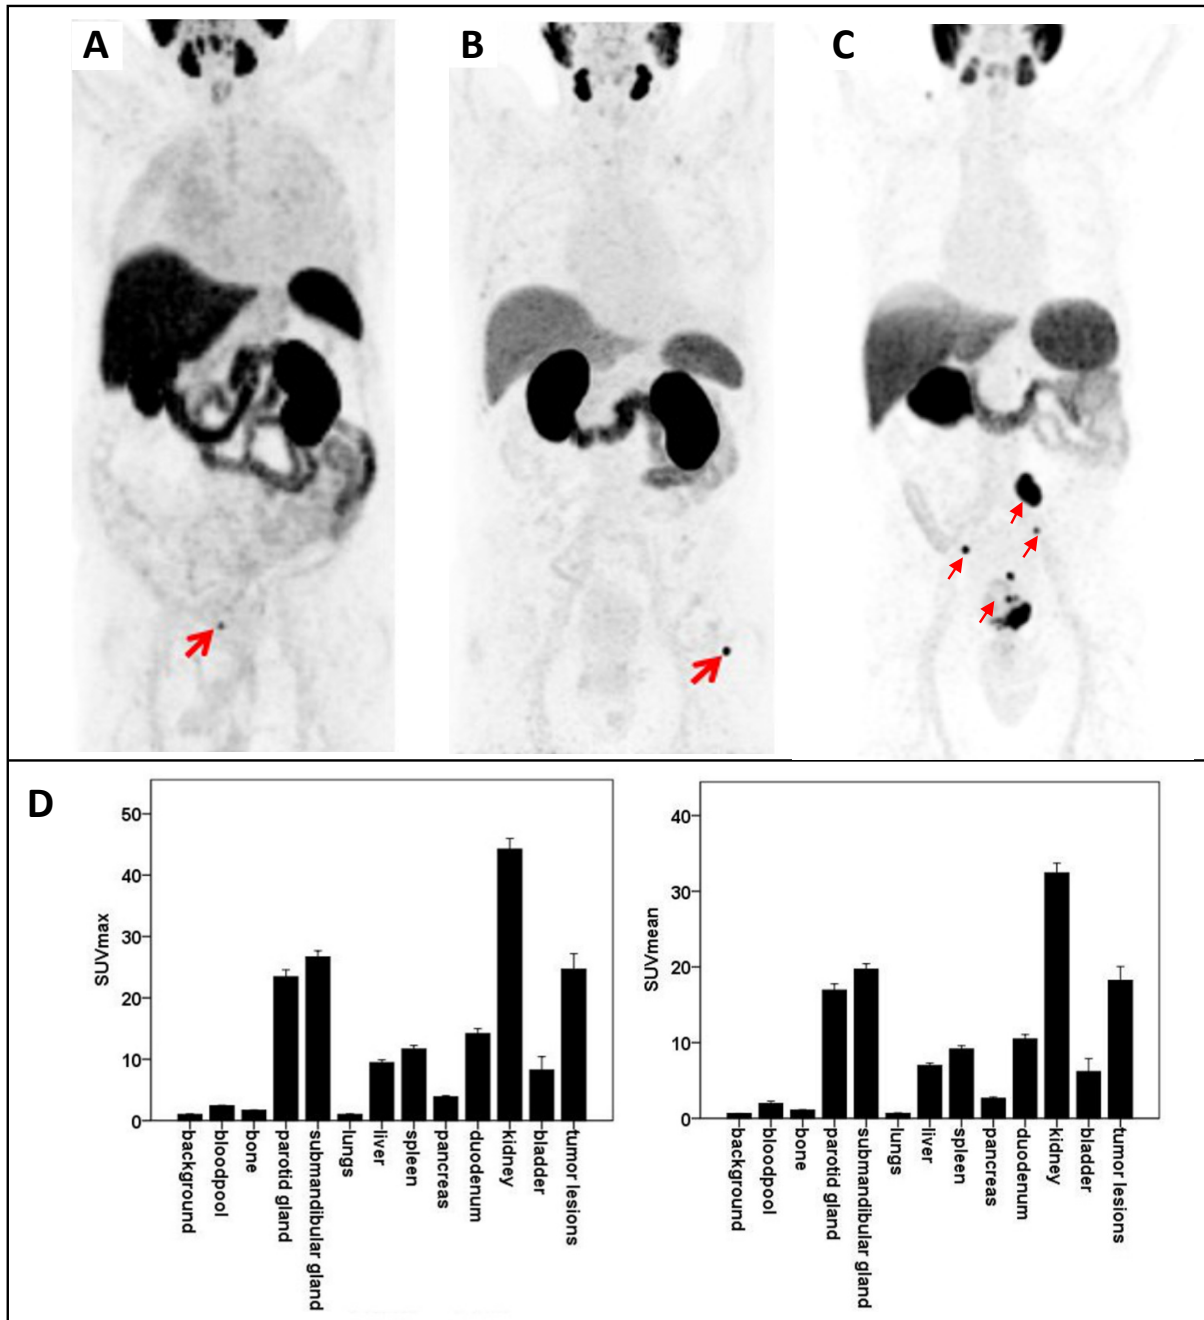 A
B
C
D
50
40
30
20
10
0
SUVmax
background
bloodpool
bone
parotid gland
submandibular gland
lungs
liver
spleen
pancreas
duodenum
kidney
bladder
tumor lesions
40
30
20
10
0
SUVmean
background
bloodpool
bone
parotid gland
submandibular gland
lungs
liver
spleen
pancreas
duodenum
kidney
bladder
tumor lesions